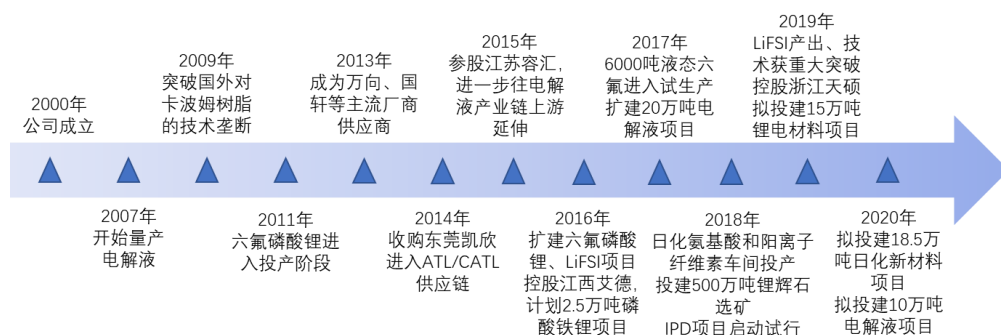 2000年
公司成立
2007年
开始量产
电解液
2009年
突破国外对
卡波姆树脂
的技术垄断
2011年
六氟磷酸锂进
入投产阶段
2013年
成为万向、国
轩等主流厂商
供应商
2014年
收购东莞凯欣
进入ATL/CATL
供应链
2015年
参股江苏容汇，
进一步往电解
液产业链上游
延伸
2016年
扩建六氟磷酸
锂、LiFSI项目
控股江西艾德，
计划2.5万吨磷
酸铁锂项目
2017年
6000吨液态六
氟进入试生产
扩建20万吨电
解液项目
2018年
日化氨基酸和阳离子
纤维素车间投产
投建500万吨锂辉石
选矿
IPD项目启动试行
2019年
LiFSI产出、技
术获重大突破
控股浙江天硕
拟投建15万吨
锂电材料项目
2020年
拟投建18.5万
吨日化新材料
项目
拟投建10万吨
电解液项目